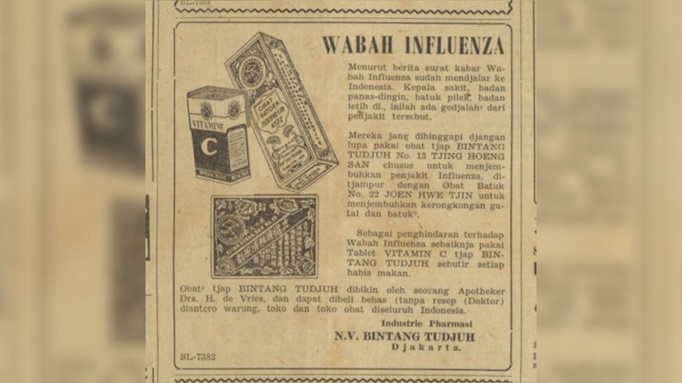 SL-7383
WABAH INFLUENZA
Menurut berita surat kabar Wa-
bah Influenza sudah mendjalar ke
Indonesia. Kepala sakit, badan
panas-dingin, batuk pilek, badan
letih dl., inilah ada gedjalah² dari
penjakit tersebut.
Mereka jang dihinggapi djangan
lupa pakai obat tjap BINTANG
TUDJUH No. 13 TJING HOENG
SAN chusus untuk menjem-
buhkan penjakit Influenza, di-
tjampur dengan Obat Batuk
No. 22 JOEN HWE TJIN untuk
menjembuhkan kerongkongan ga-
tal dan batuk².
Sebagai penghindaran terhadap
Wabah Influenza sebaiknja pakai
Tablet VITAMIN C tjap BIN-
TANG TUDJUH sebutir setiap
habis makan.
Obat² tjap BINTANG TUDJUH dibikin oleh seorang Apotheker
Drs. H. de Vries, dan dapat dibeli bebas (tanpa resep (Doktor)
diantero warung, toko dan toko obat diseluruh Indonesia.
Industrie Pharmasi
N.V. BINTANG TUDJUH
Djakarta.
SL-7382
VITAMINE
C
OBAT